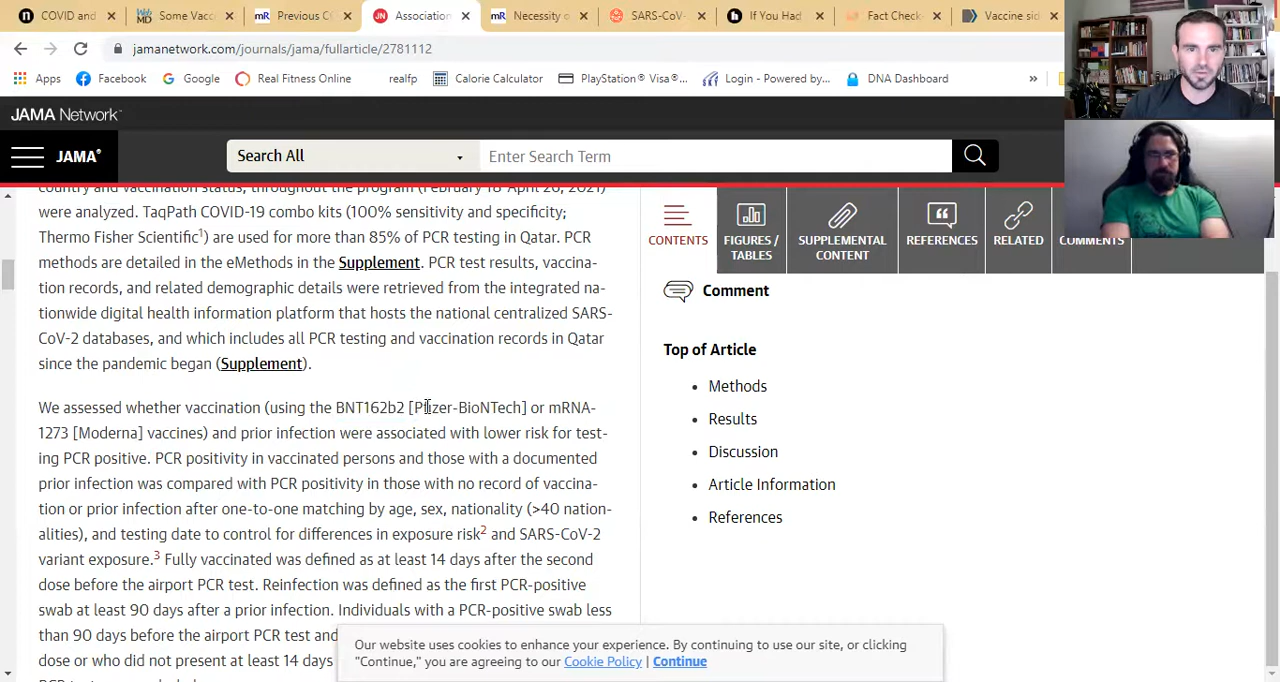 COVID and
Some Vacc
Previous C
Association
Necessity o
SARS-CoV-
If You Had
Fact Check-
Vaccine sid
jamanetwork.com/journals/jama/fullarticle/2781112
Apps
Facebook
Google
Real Fitness Online
realfp
Calorie Calculator
PlayStation® Visa®...
Login - Powered by...
DNA Dashboard
»
JAMA Network™
JAMA®
Search All
Enter Search Term
country and vaccination status, throughout the program (February 18-April 26, 2021)
were analyzed. TaqPath COVID-19 combo kits (100% sensitivity and specificity;
Thermo Fisher Scientific1) are used for more than 85% of PCR testing in Qatar. PCR
methods are detailed in the eMethods in the Supplement. PCR test results, vaccina-
tion records, and related demographic details were retrieved from the integrated na-
tionwide digital health information platform that hosts the national centralized SARS-
CoV-2 databases, and which includes all PCR testing and vaccination records in Qatar
since the pandemic began (Supplement).
We assessed whether vaccination (using the BNT162b2 [Pfizer-BioNTech] or mRNA-
1273 [Moderna] vaccines) and prior infection were associated with lower risk for test-
ing PCR positive. PCR positivity in vaccinated persons and those with a documented
prior infection was compared with PCR positivity in those with no record of vaccina-
tion or prior infection after one-to-one matching by age, sex, nationality (>40 nation-
alities), and testing date to control for differences in exposure risk2 and SARS-CoV-2
variant exposure.3 Fully vaccinated was defined as at least 14 days after the second
dose before the airport PCR test. Reinfection was defined as the first PCR-positive
swab at least 90 days after a prior infection. Individuals with a PCR-positive swab less
than 90 days before the airport PCR test and
dose or who did not present at least 14 days
CONTENTS
FIGURES /
TABLES
SUPPLEMENTAL
CONTENT
REFERENCES
RELATED
COMMENTS
Comment
Top of Article
• Methods
• Results
• Discussion
• Article Information
• References
Our website uses cookies to enhance your experience. By continuing to use our site, or clicking
"Continue," you are agreeing to our Cookie Policy | Continue